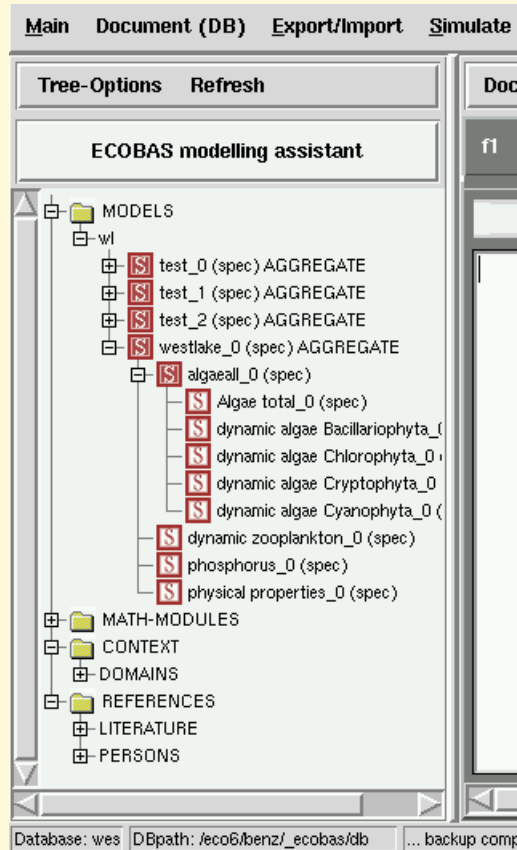 Main Document (DB) Export/Import Simulate
Tree-Options Refresh
Doc
ECOBAS modelling assistant
f1
MODELS
wl
test_0 (spec) AGGREGATE
test_1 (spec) AGGREGATE
test_2 (spec) AGGREGATE
westlake_0 (spec) AGGREGATE
algaeall_0 (spec)
Algae total_0 (spec)
dynamic algae Bacillariophyta_(
dynamic algae Chlorophyta_0
dynamic algae Cryptophyta_0
dynamic algae Cyanophyta_0 (
dynamic zooplankton_0 (spec)
phosphorus_0 (spec)
physical properties_0 (spec)
MATH-MODULES
CONTEXT
DOMAINS
REFERENCES
LITERATURE
PERSONS
Database: wes DBpath: /eco6/benz/_ecobas/db ... backup comp